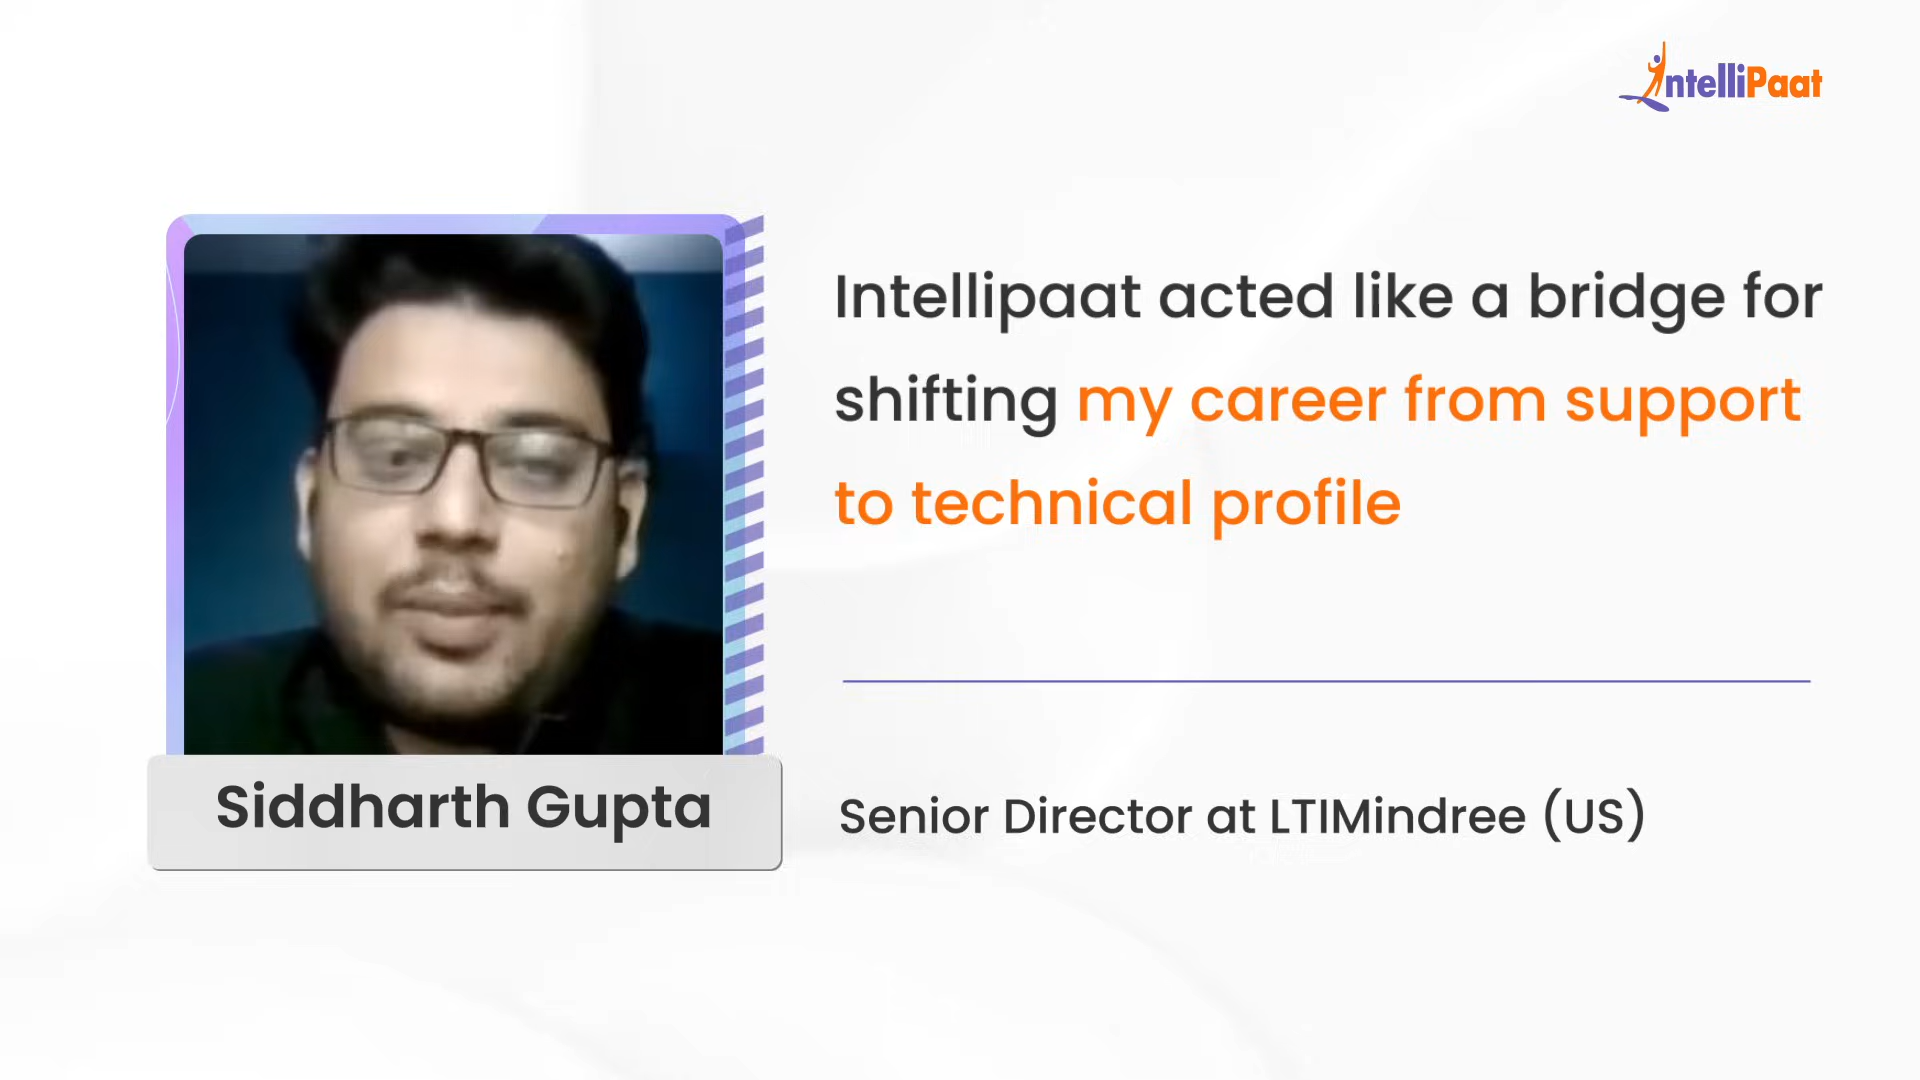 IntelliPaat
Intellipaat acted like a bridge for
shifting my career from support
to technical profile
Siddharth Gupta
Senior Director at LTIMindree (US)